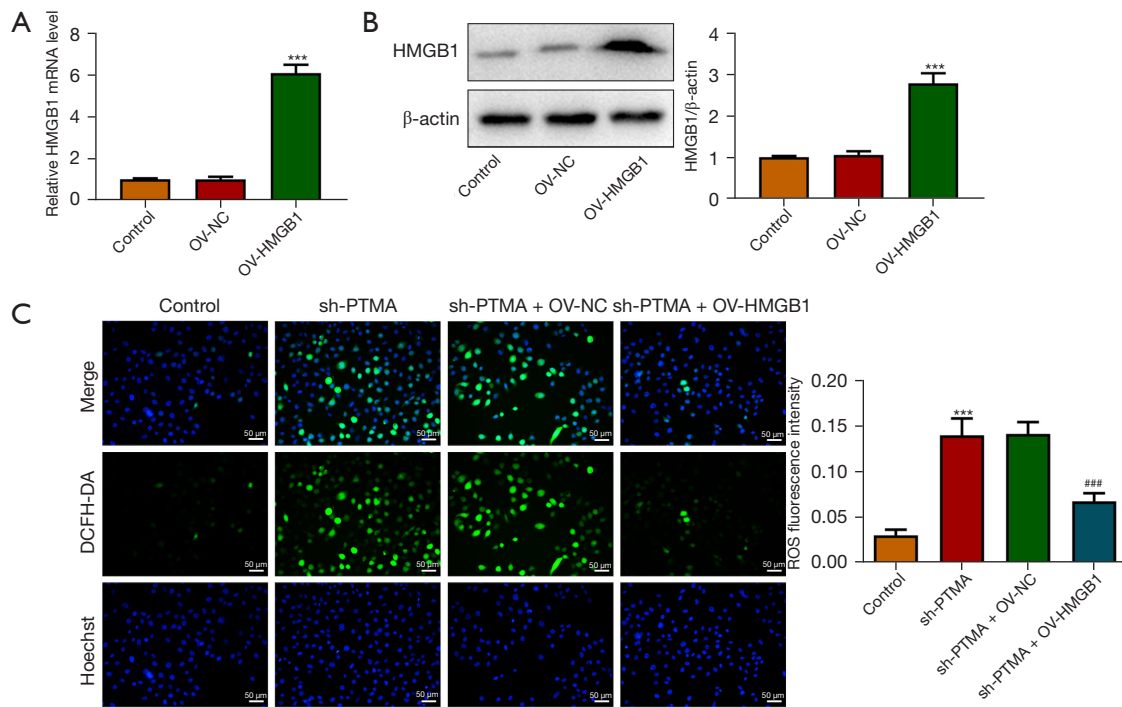 A
Relative HMGB1 mRNA level
8
6
4
2
0
***
Control
OV-NC
OV-HMGB1
B
HMGB1
β-actin
Control
OV-NC
OV-HMGB1
HMGB1/β-actin
4
3
2
1
0
***
Control
OV-NC
OV-HMGB1
C
Control
sh-PTMA
sh-PTMA + OV-NC
sh-PTMA + OV-HMGB1
Merge
50 µm
50 µm
50 µm
50 µm
DCFH-DA
50 µm
50 µm
50 µm
50 µm
Hoechst
50 µm
50 µm
50 µm
50 µm
ROS fluorescence intensity
0.20
0.15
0.10
0.05
0.00
***
###
Control
sh-PTMA
sh-PTMA + OV-NC
sh-PTMA + OV-HMGB1